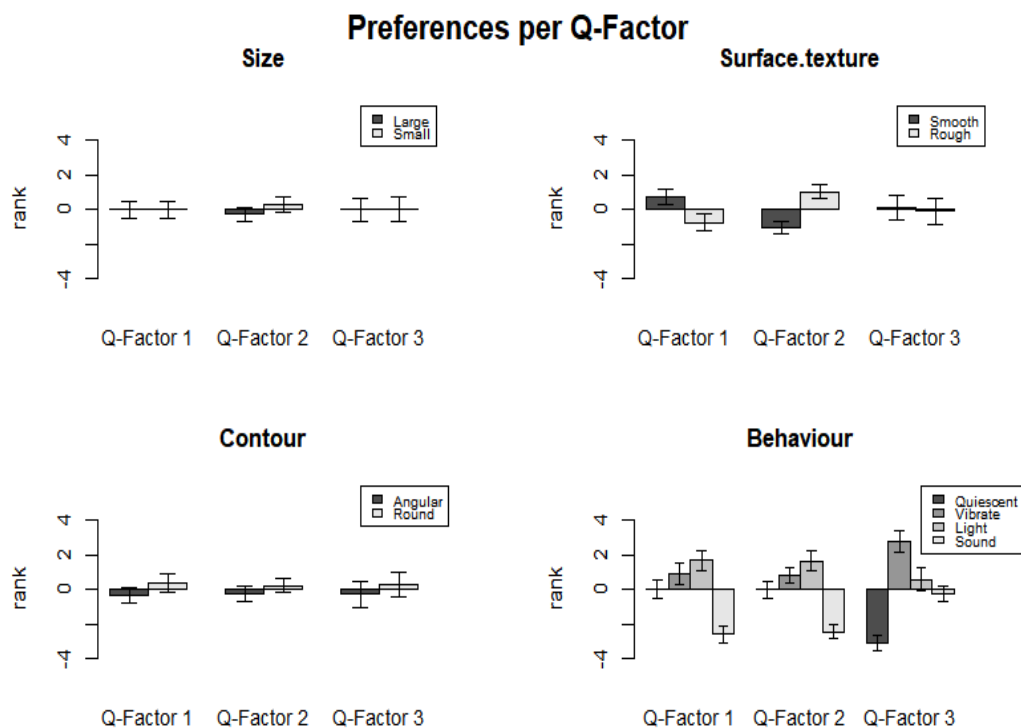 Preferences per Q-Factor
Size
Large
Small
rank
4
2
0
-4
Q-Factor 1 Q-Factor 2 Q-Factor 3
Surface.texture
Smooth
Rough
rank
4
2
0
-4
Q-Factor 1 Q-Factor 2 Q-Factor 3
Contour
Angular
Round
rank
4
2
0
-4
Q-Factor 1 Q-Factor 2 Q-Factor 3
Behaviour
Quiescent
Vibrate
Light
Sound
rank
4
2
0
-4
Q-Factor 1 Q-Factor 2 Q-Factor 3